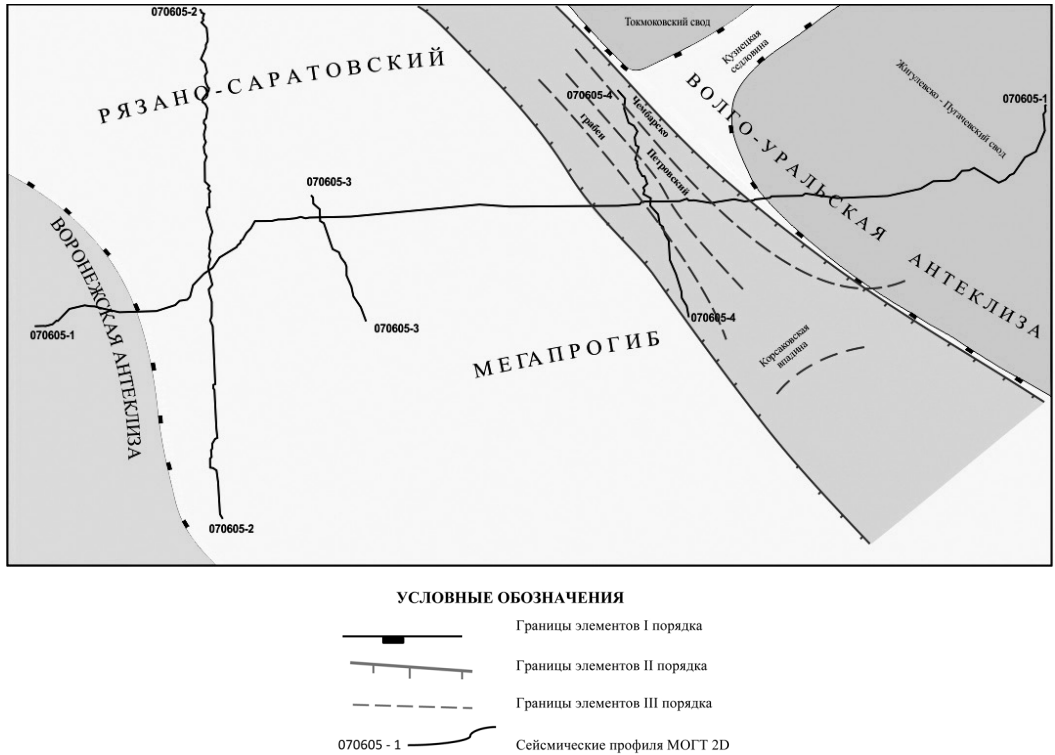 070605-2
Токмоковский свод
Кузнецкая
седловина
РЯЗАНО-САРАТОВСКИЙ
Жигулевско - Пугачевский свод
070605-1
070605-4
Чембарско
Петровский
грабен
ВОЛГО-УРАЛЬСКАЯ АНТЕКЛИЗА
070605-3
ВОРОНЕЖСКАЯ АНТЕКЛИЗА
070605-1
070605-3
070605-4
МЕГАПРОГИБ
Корсаковская
впадина
070605-2
УСЛОВНЫЕ ОБОЗНАЧЕНИЯ
Границы элементов I порядка
Границы элементов II порядка
Границы элементов III порядка
070605 - 1 Сейсмические профиля МОГТ 2D